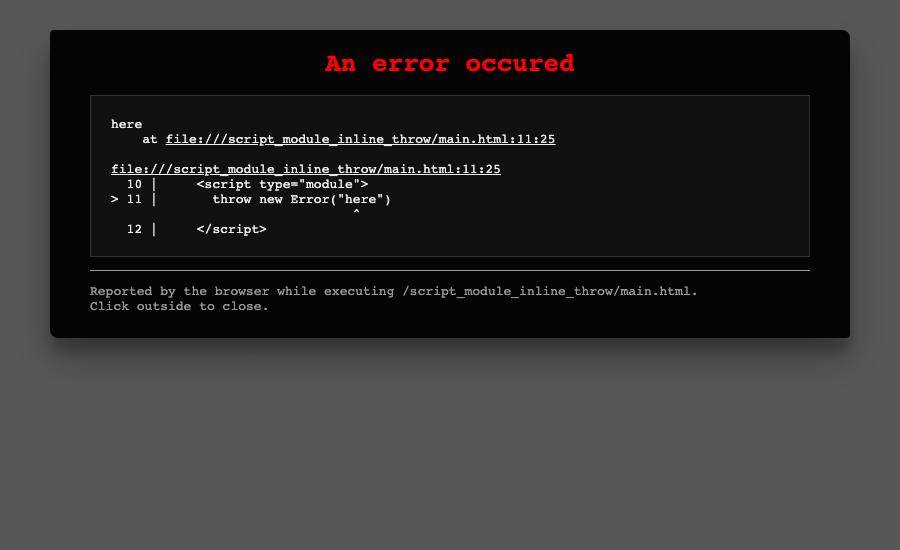 An error occured
here
    at file:///script_module_inline_throw/main.html:11:25
file:///script_module_inline_throw/main.html:11:25
  10 |     <script type="module">
> 11 |       throw new Error("here")
                               ^
  12 |     </script>
Reported by the browser while executing /script_module_inline_throw/main.html.
Click outside to close.